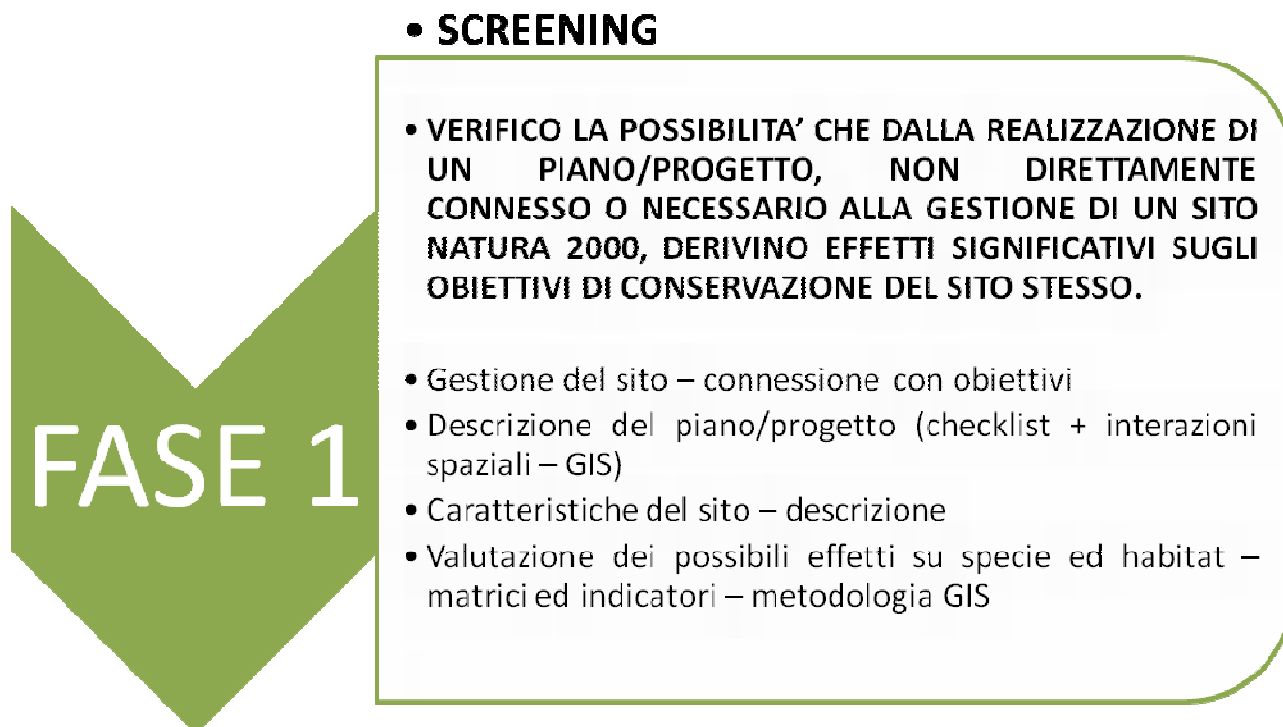 • SCREENING
• VERIFICO LA POSSIBILITA’ CHE DALLA REALIZZAZIONE DI
UN PIANO/PROGETTO, NON DIRETTAMENTE
CONNESSO O NECESSARIO ALLA GESTIONE DI UN SITO
NATURA 2000, DERIVINO EFFETTI SIGNIFICATIVI SUGLI
OBIETTIVI DI CONSERVAZIONE DEL SITO STESSO.
• Gestione del sito – connessione con obiettivi
• Descrizione del piano/progetto (checklist + interazioni
spaziali – GIS)
• Caratteristiche del sito – descrizione
• Valutazione dei possibili effetti su specie ed habitat –
matrici ed indicatori – metodologia GIS
FASE 1